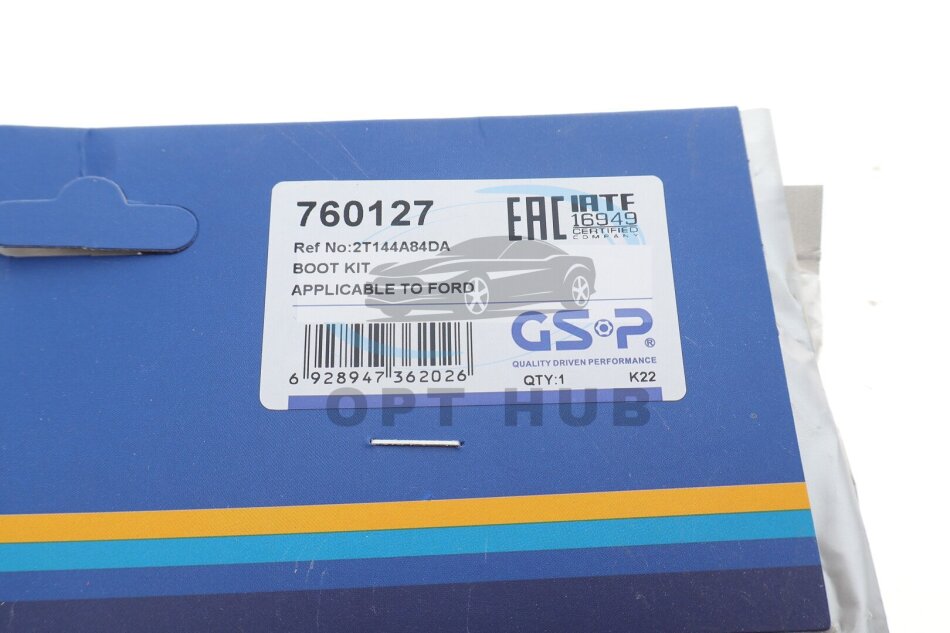 760127
EAC
IATF
16949
CERTIFIED
COMPANY
Ref No:2T144A84DA
BOOT KIT
APPLICABLE TO FORD
GSP®
QUALITY DRIVEN PERFORMANCE
6 928947 362026
QTY:1 K22
OPT HUB